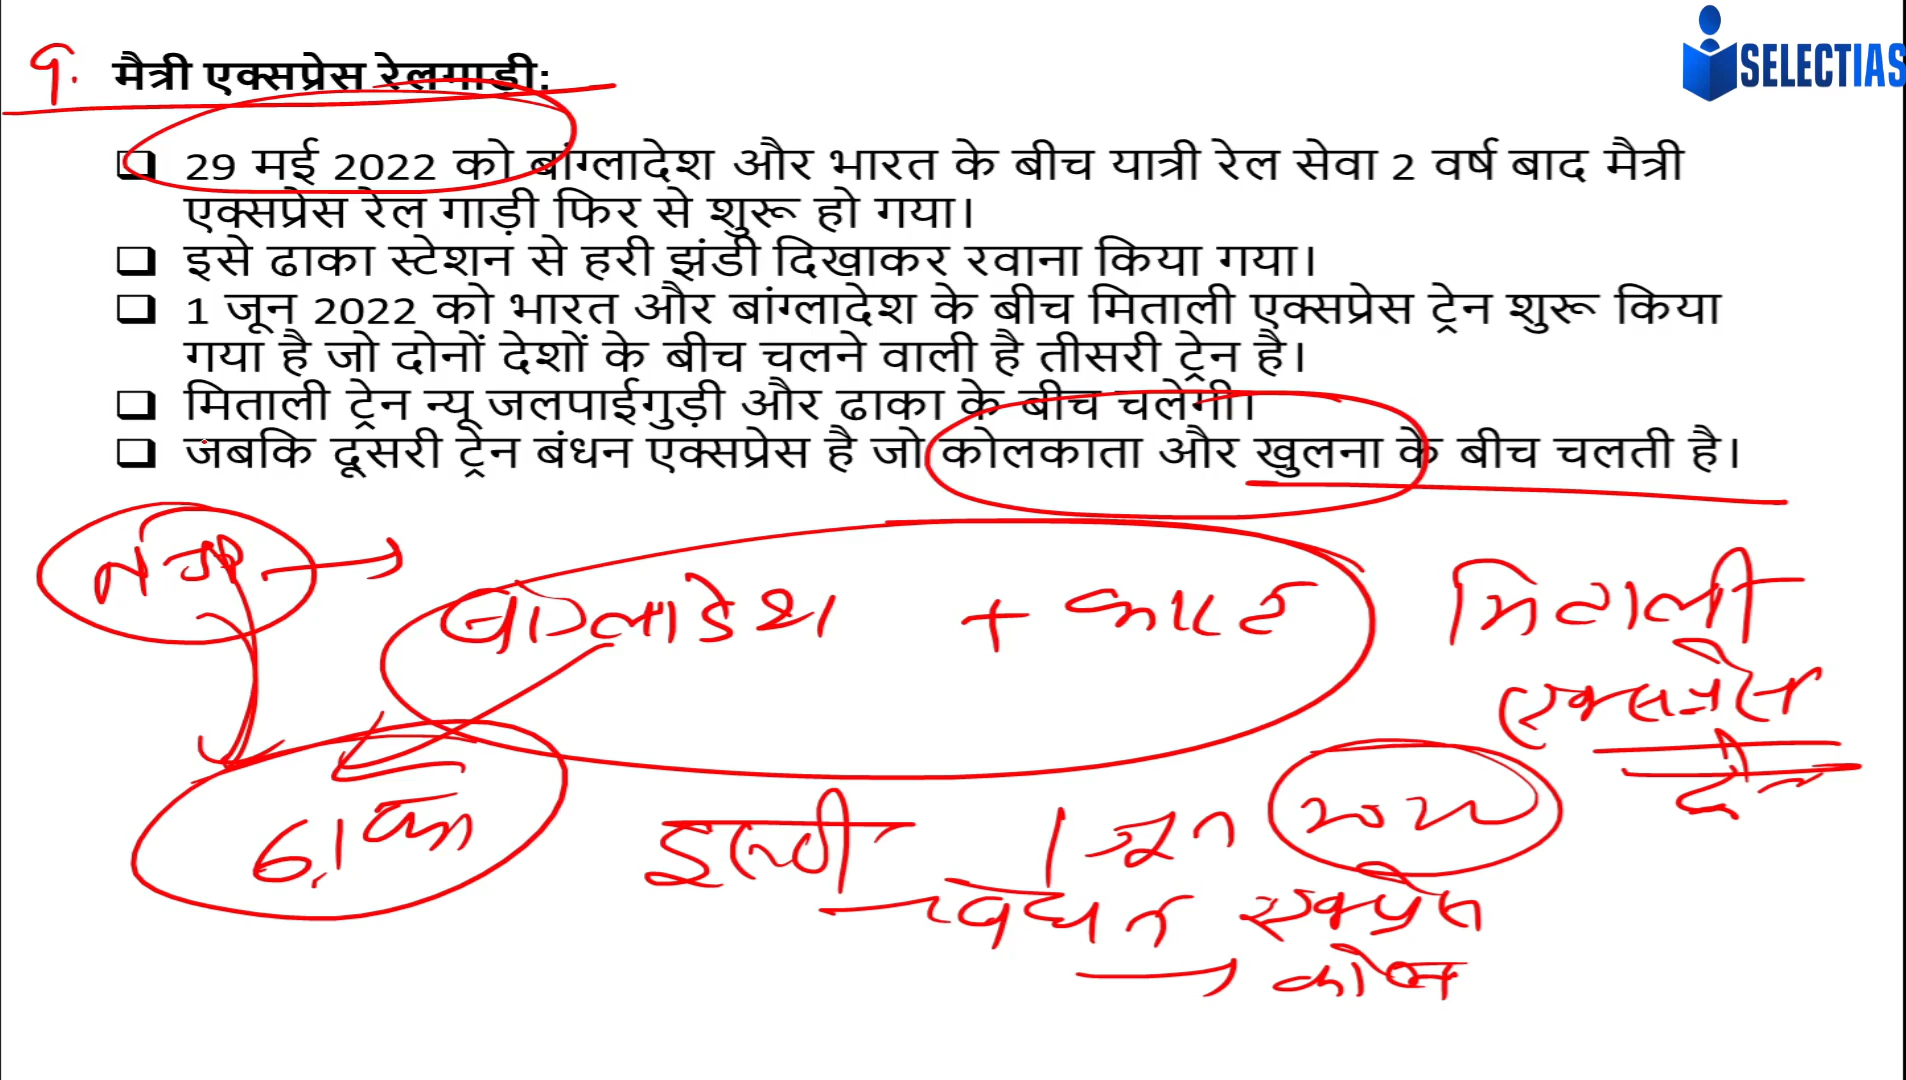 9. मैत्री एक्सप्रेस रेलगाड़ी:
SELECTIAS
❑ 29 मई 2022 को बांग्लादेश और भारत के बीच यात्री रेल सेवा 2 वर्ष बाद मैत्री
एक्सप्रेस रेल गाड़ी फिर से शुरू हो गया।
❑ इसे ढाका स्टेशन से हरी झंडी दिखाकर रवाना किया गया।
❑ 1 जून 2022 को भारत और बांग्लादेश के बीच मिताली एक्सप्रेस ट्रेन शुरू किया
गया है जो दोनों देशों के बीच चलने वाली है तीसरी ट्रेन है।
❑ मिताली ट्रेन न्यू जलपाईगुड़ी और ढाका के बीच चलेगी।
❑ जबकि दूसरी ट्रेन बंधन एक्सप्रेस है जो कोलकाता और खुलना के बीच चलती है।
बांग्लादेश + भारत
मिताली
एक्सप्रेस
ट्रेन
ढाका
1 जून 2022
बंधन एक्सप्रेस